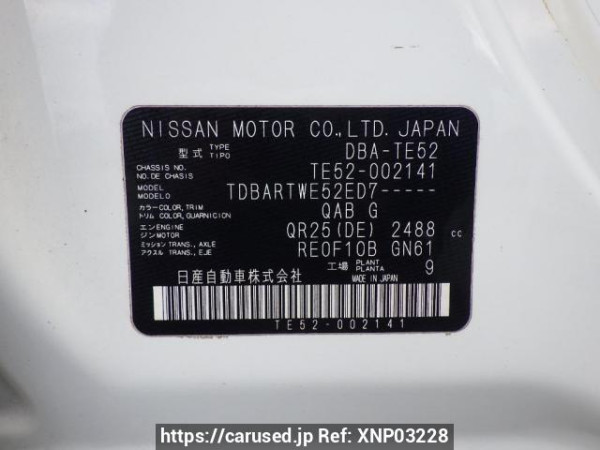 NISSAN MOTOR CO.,LTD. JAPAN
型式 TYPE TIPO DBA-TE52
CHASSIS NO. NO. DE CHASIS TE52-002141
MODEL MODELO TDBARTWE52ED7-----
カラー COLOR, TRIM トリム COLOR, GUARNICION QAB G
エンジン ENGINE MOTOR QR25(DE) 2488 cc
ミッション TRANS., AXLE アクスル TRANS., EJE RE0F10B GN61
工場 PLANT PLANTA 9
日産自動車株式会社 MADE IN JAPAN
TE52-002141
https://carused.jp Ref: XNP03228